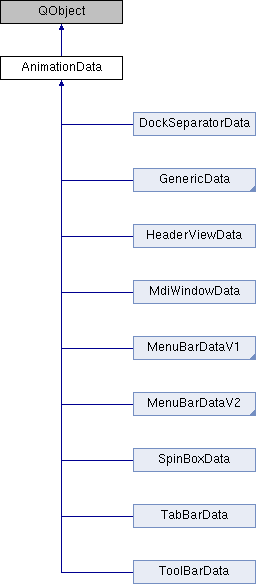 QObject
AnimationData
DockSeparatorData
GenericData
HeaderViewData
MdiWindowData
MenuBarDataV1
MenuBarDataV2
SpinBoxData
TabBarData
ToolBarData